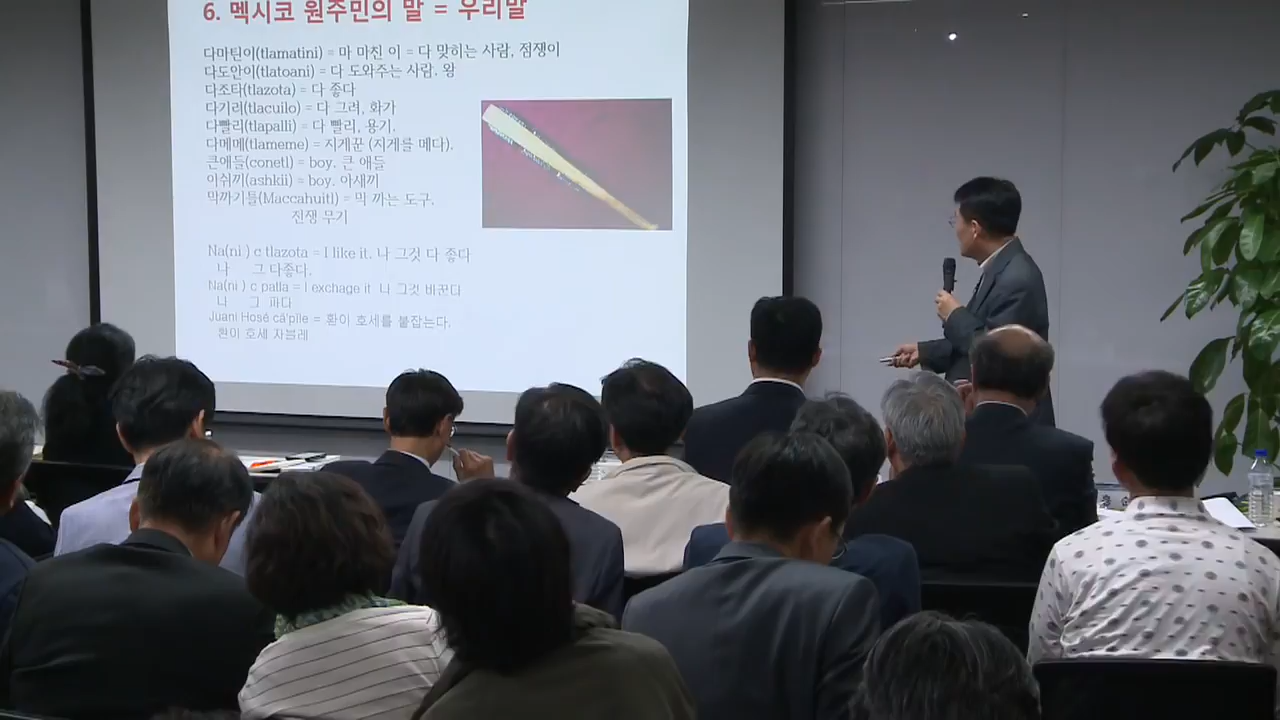 6. 멕시코 원주민의 말 = 우리말
다마틴이(tlamatini) = 마 마친 이 = 다 맞히는 사람, 점쟁이
다도안이(tlatoani) = 다 도와주는 사람. 왕
다조타(tlazota) = 다 좋다
다기리(tlacuilo) = 다 그려, 화가
다빨리(tlapalli) = 다 빨리, 용기.
다메메(tlameme) = 지게꾼 (지게를 메다).
큰애들(conetl) = boy. 큰 애들
아쉬끼(ashkii) = boy. 아새끼
막까기틀(Maccahuitl) = 막 까는 도구.
전쟁 무기
Na(ni ) c tlazota = I like it. 나 그것 다 좋다
나 그 다좋다.
Na(ni ) c palla = I exchage it 나 그것 바꾼다
나 그 파다
Juani Hosé cā'pile = 환이 호세를 붙잡는다.
환이 호세 자블레